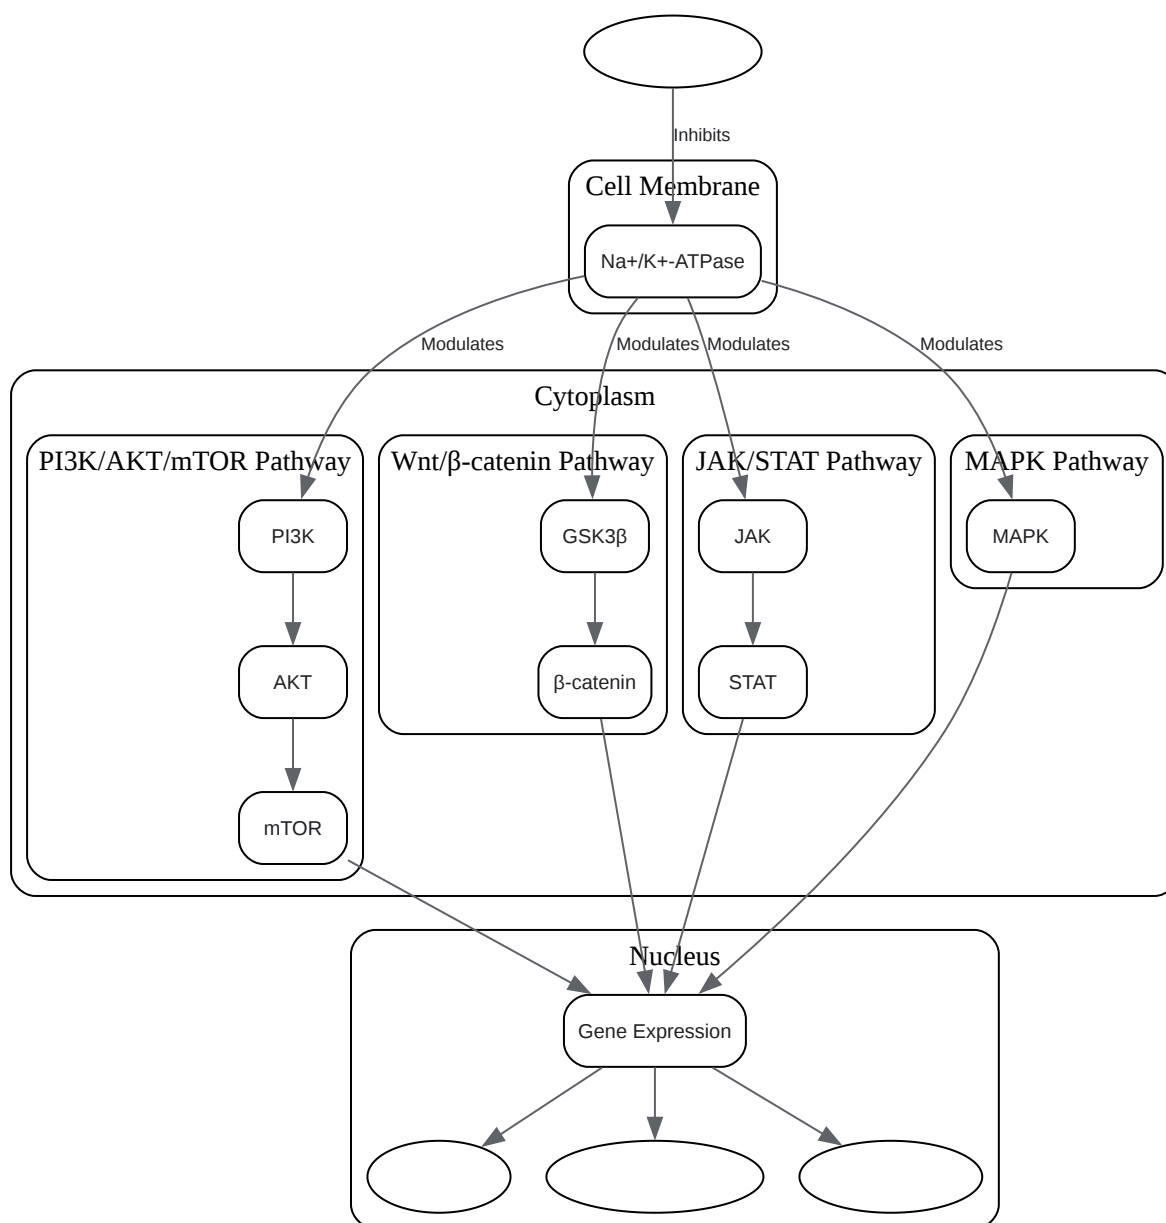 Inhibits
Cell Membrane
Na+/K+-ATPase
Modulates
Modulates
Modulates
Modulates
Cytoplasm
PI3K/AKT/mTOR Pathway
Wnt/β-catenin Pathway
JAK/STAT Pathway
MAPK Pathway
PI3K
GSK3β
JAK
MAPK
AKT
β-catenin
STAT
mTOR
Nucleus
Gene Expression